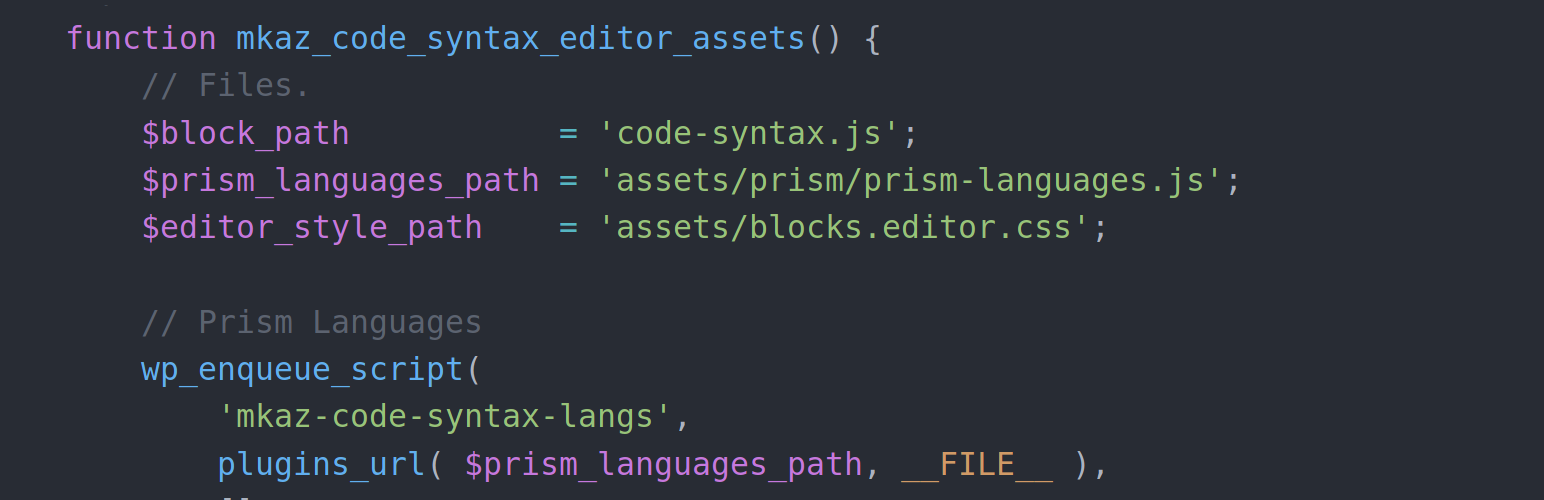 function mkaz_code_syntax_editor_assets() {
    // Files.
    $block_path           = 'code-syntax.js';
    $prism_languages_path = 'assets/prism/prism-languages.js';
    $editor_style_path    = 'assets/blocks.editor.css';

    // Prism Languages
    wp_enqueue_script(
        'mkaz-code-syntax-langs',
        plugins_url( $prism_languages_path, __FILE__ ),